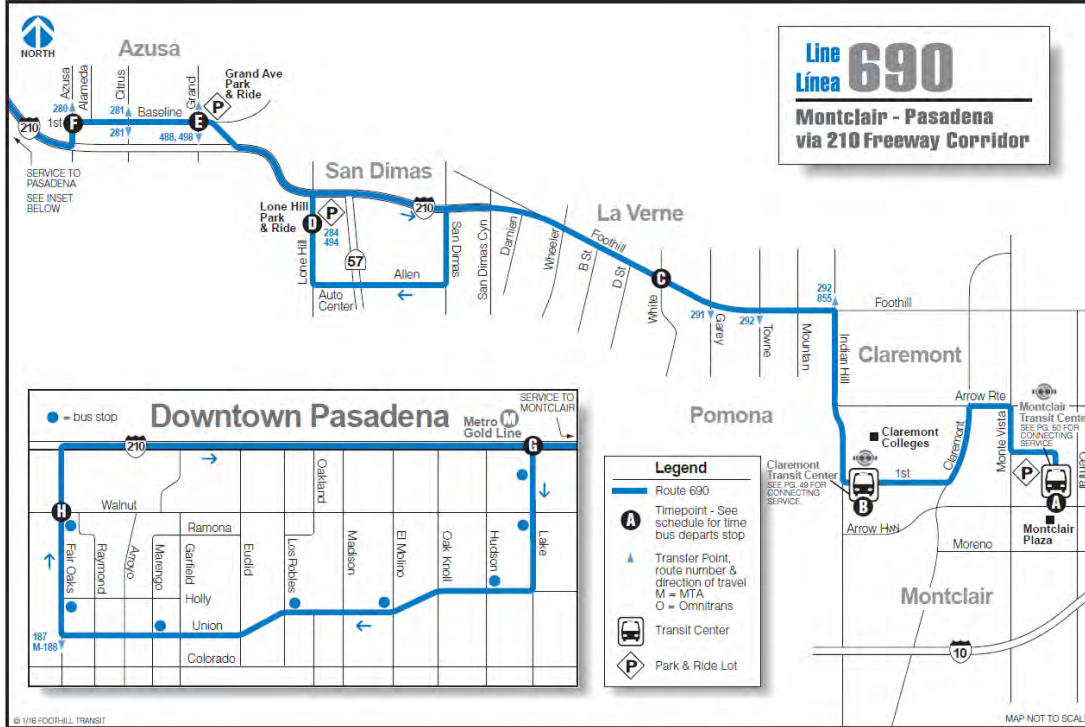 NORTH
Azusa
Line
Línea
690
Montclair - Pasadena
via 210 Freeway Corridor
Azusa
Alameda
Citrus
Grand
Grand Ave
Park
& Ride
P
280
281
Baseline
1st
F
E
210
281
488, 498
SERVICE TO
PASADENA
SEE INSET
BELOW
San Dimas
Lone Hill
Park
& Ride
P
D
284
494
210
57
Lone Hill
Allen
Auto
Center
San Dimas
San Dimas Cyn
La Verne
Damien
Wheeler
Foothill
B St
D St
White
C
291
Garey
292
Towne
Mountain
292
855
Foothill
Indian Hill
Claremont
Arrow Rte
Pomona
Claremont
Colleges
Claremont
Monte Vista
Montclair
Transit Center
SEE PG. 50 FOR
CONNECTING
SERVICE
Central
P
A
Claremont
Transit Center
SEE PG. 49 FOR
CONNECTING
SERVICE
1st
B
Arrow Hwy
Montclair
Plaza
Moreno
Montclair
10
= bus stop
Downtown Pasadena
Metro M
Gold Line
SERVICE TO
MONTCLAIR
210
G
Walnut
H
Ramona
Holly
Union
Colorado
Fair Oaks
Raymond
Arroyo
Marengo
Garfield
Euclid
Los Robles
Oakland
Madison
El Molino
Oak Knoll
Hudson
Lake
187
M-188
Legend
Route 690
A
Timepoint - See
schedule for time
bus departs stop
Transfer Point,
route number &
direction of travel
M = MTA
O = Omnitrans
Transit Center
P
Park & Ride Lot
© 1/16 FOOTHILL TRANSIT
MAP NOT TO SCALE